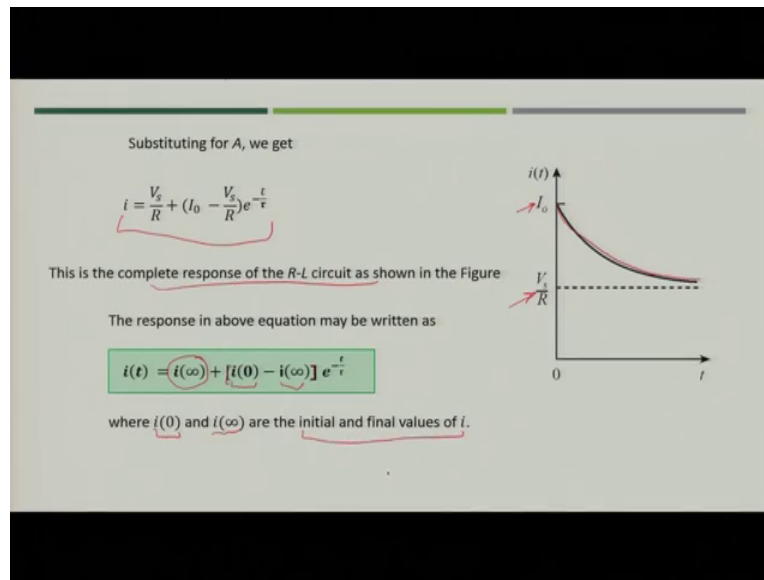 Substituting for A, we get
i = V_s/R + (I_0 − V_s/R)e^{−t/τ}
This is the complete response of the R-L circuit as shown in the Figure
The response in above equation may be written as
i(t) = i(∞) + [i(0) − i(∞)] e^{−t/τ}
where i(0) and i(∞) are the initial and final values of i.
i(t)
I_o
V_s/R
0
t